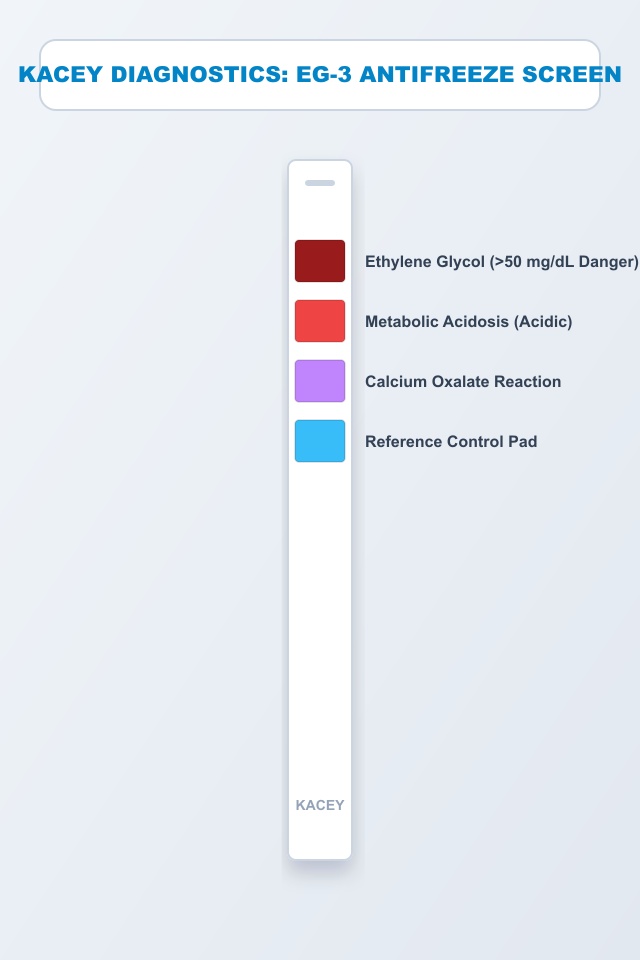 KACEY DIAGNOSTICS: EG-3 ANTIFREEZE SCREEN
Ethylene Glycol (>50 mg/dL Danger)
Metabolic Acidosis (Acidic)
Calcium Oxalate Reaction
Reference Control Pad
KACEY